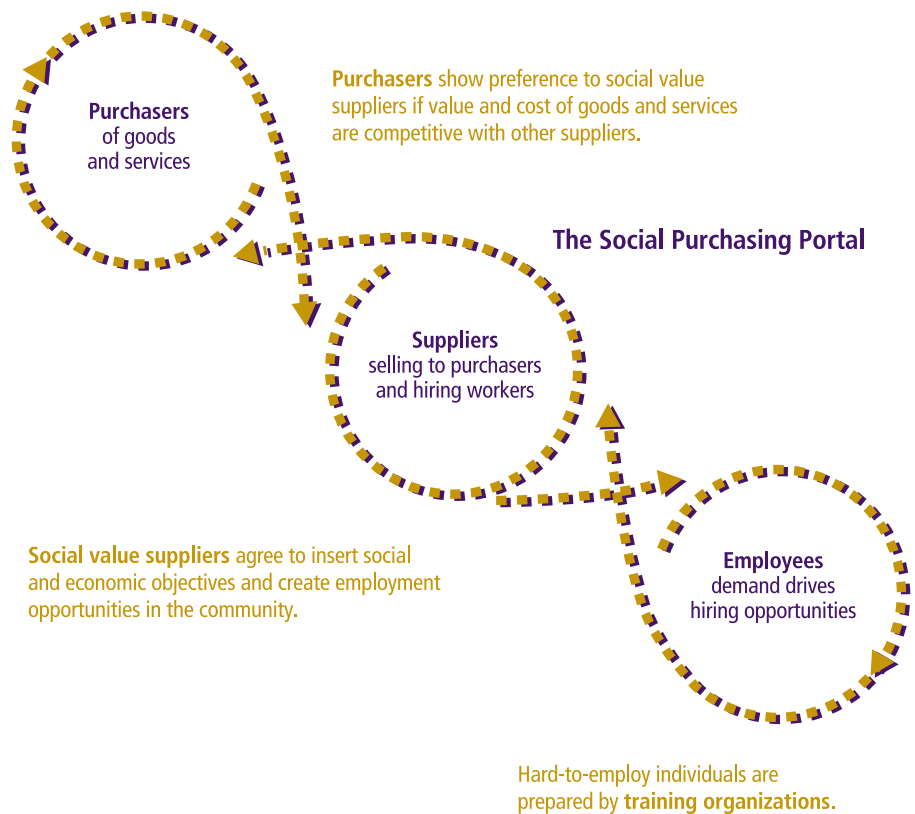 Purchasers
of goods
and services
Purchasers show preference to social value
suppliers if value and cost of goods and services
are competitive with other suppliers.
The Social Purchasing Portal
Suppliers
selling to purchasers
and hiring workers
Social value suppliers agree to insert social
and economic objectives and create employment
opportunities in the community.
Employees
demand drives
hiring opportunities
Hard-to-employ individuals are
prepared by training organizations.